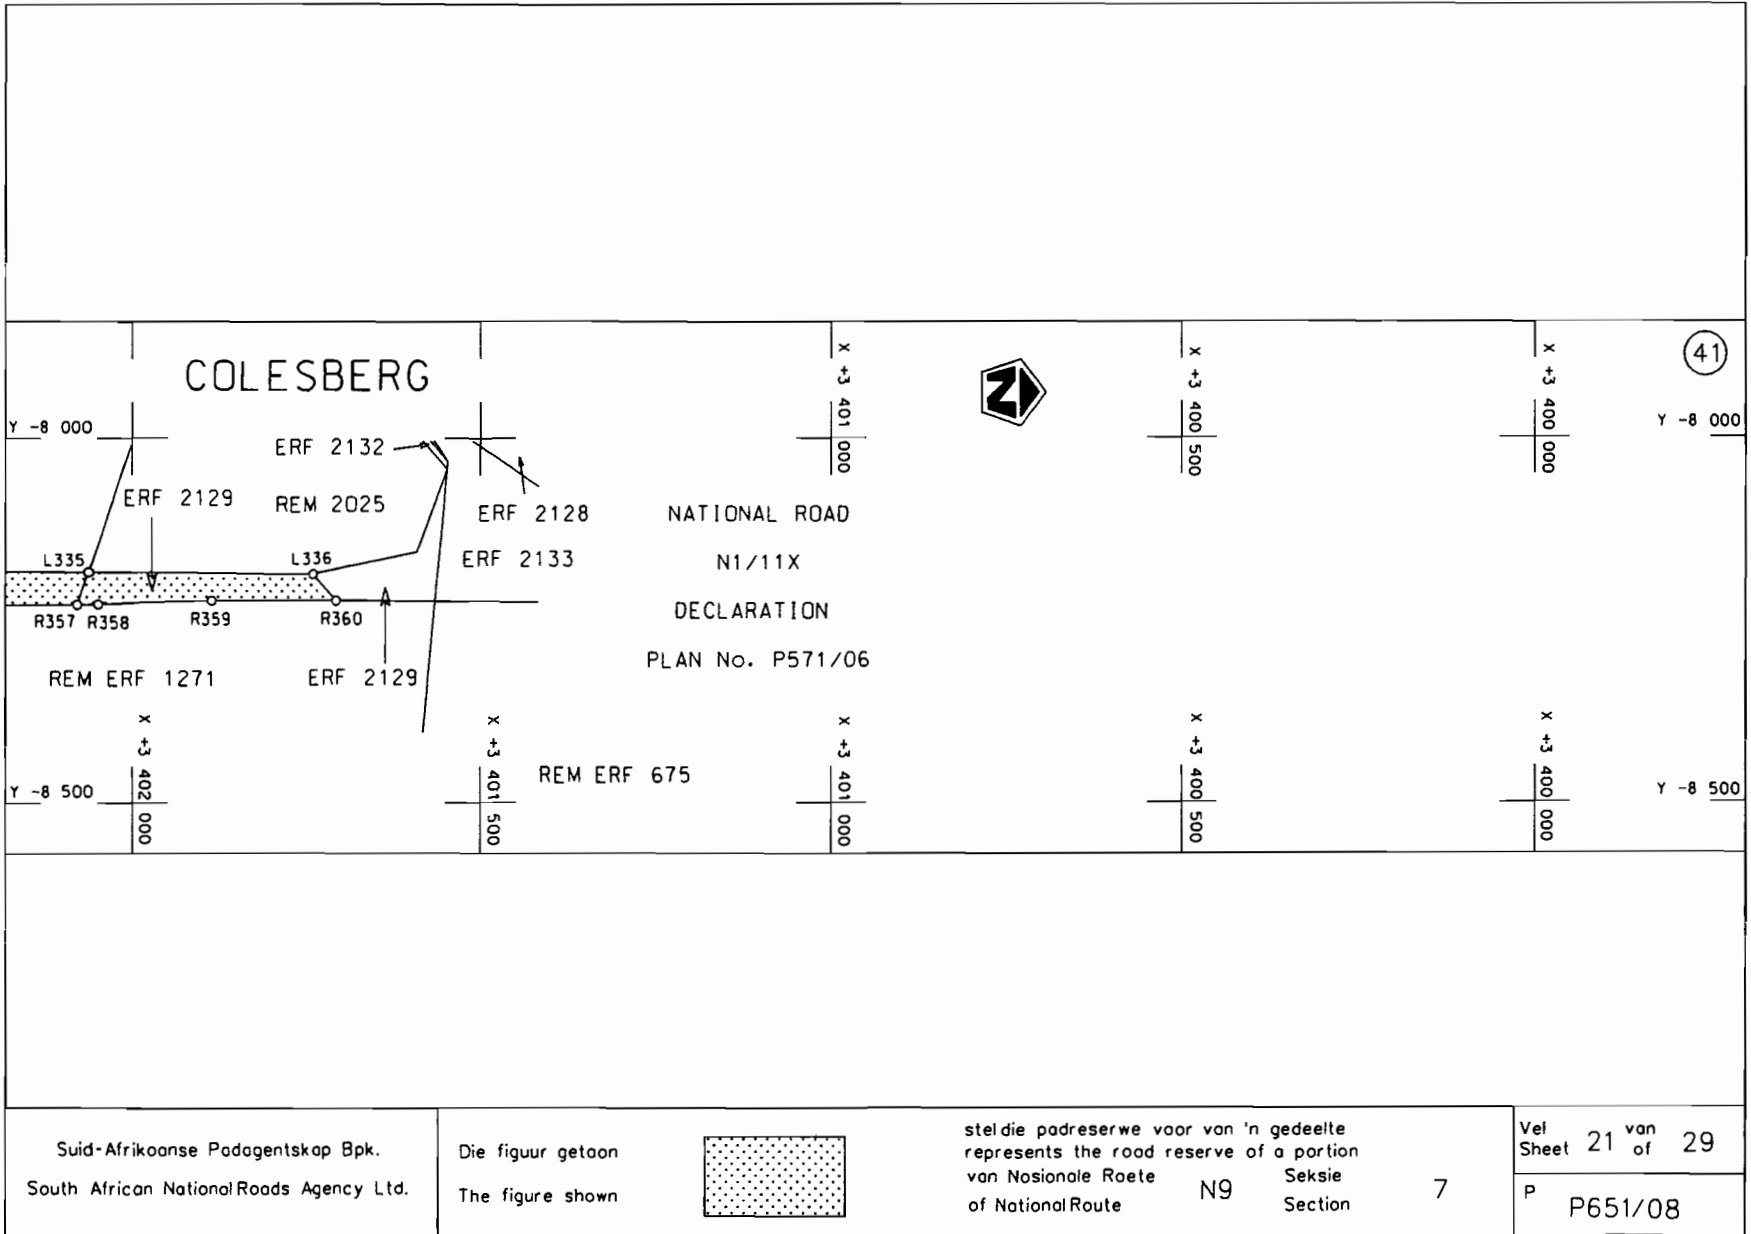 41
COLESBERG
Y -8 000
X +3 401 000
X +3 400 500
X +3 400 000
Y -8 000
ERF 2132
ERF 2129
REM 2025
ERF 2128
NATIONAL ROAD
L335
L336
ERF 2133
N1/11X
DECLARATION
R357
R358
R359
R360
PLAN No. P571/06
REM ERF 1271
ERF 2129
X +3 402 000
X +3 401 500
X +3 401 000
X +3 400 500
X +3 400 000
REM ERF 675
Y -8 500
Y -8 500
N
Suid-Afrikaanse Padagentskap Bpk.
South African National Roads Agency Ltd.
Die figuur getoon
The figure shown
stel die padreserwe voor van 'n gedeelte
represents the road reserve of a portion
van Nasionale Roete
of National Route
N9
Seksie
Section
7
Vel van
Sheet 21 of 29
P
P651/08